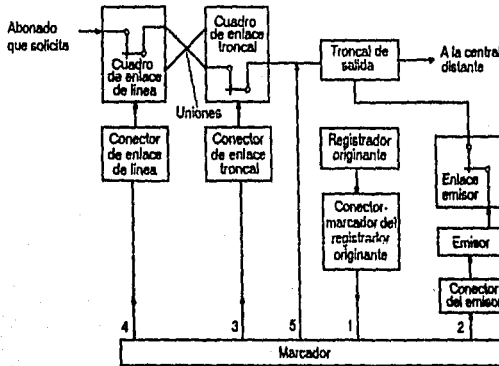 Abonado
que solicita
Cuadro
de enlace
de línea
Cuadro
de enlace
troncal
Uniones
Troncal de
salida
A la central
distante
Conector
de enlace
de línea
Conector
de enlace
troncal
Registrador
originante
Conector-
marcador del
registrador
originante
Enlace
emisor
Emisor
Conector
del emisor
4
3
5
1
2
Marcador